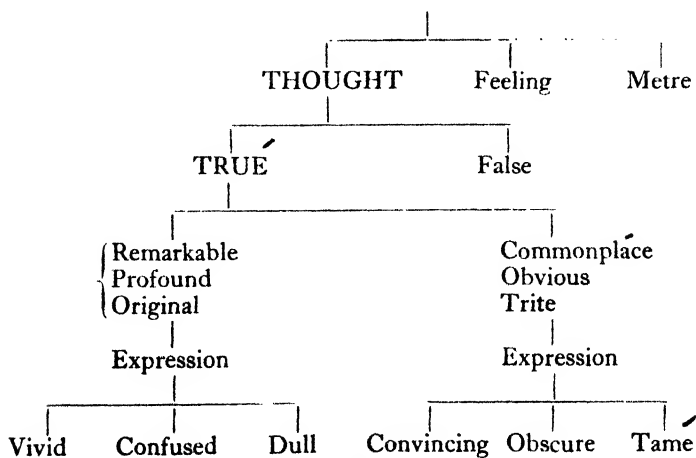 THOUGHT Feeling Metre
TRUE False
Remarkable Commonplace
Profound Obvious
Original Trite
Expression Expression
Vivid Confused Dull Convincing Obscure Tame